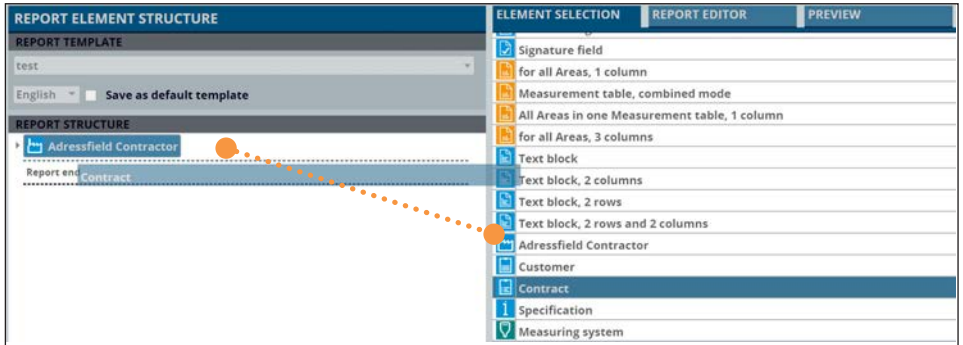 REPORT ELEMENT STRUCTURE
REPORT TEMPLATE
test
English
Save as default template
REPORT STRUCTURE
Adressfield Contractor
Report end
Contract
ELEMENT SELECTION
REPORT EDITOR
PREVIEW
Signature field
for all Areas, 1 column
Measurement table, combined mode
All Areas in one Measurement table, 1 column
for all Areas, 3 columns
Text block
Text block, 2 columns
Text block, 2 rows
Text block, 2 rows and 2 columns
Adressfield Contractor
Customer
Contract
Specification
Measuring system